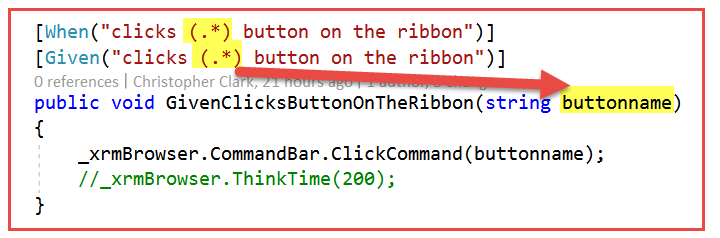 [When("clicks (.*) button on the ribbon")]
[Given("clicks (.*) button on the ribbon")]
0 references | Christopher Clark, 21 hours ago | 1 author,
public void GivenClicksButtonOnTheRibbon(string buttonname)
{
_xrmBrowser.CommandBar.ClickCommand(buttonname);
//_xrmBrowser.ThinkTime(200);
}